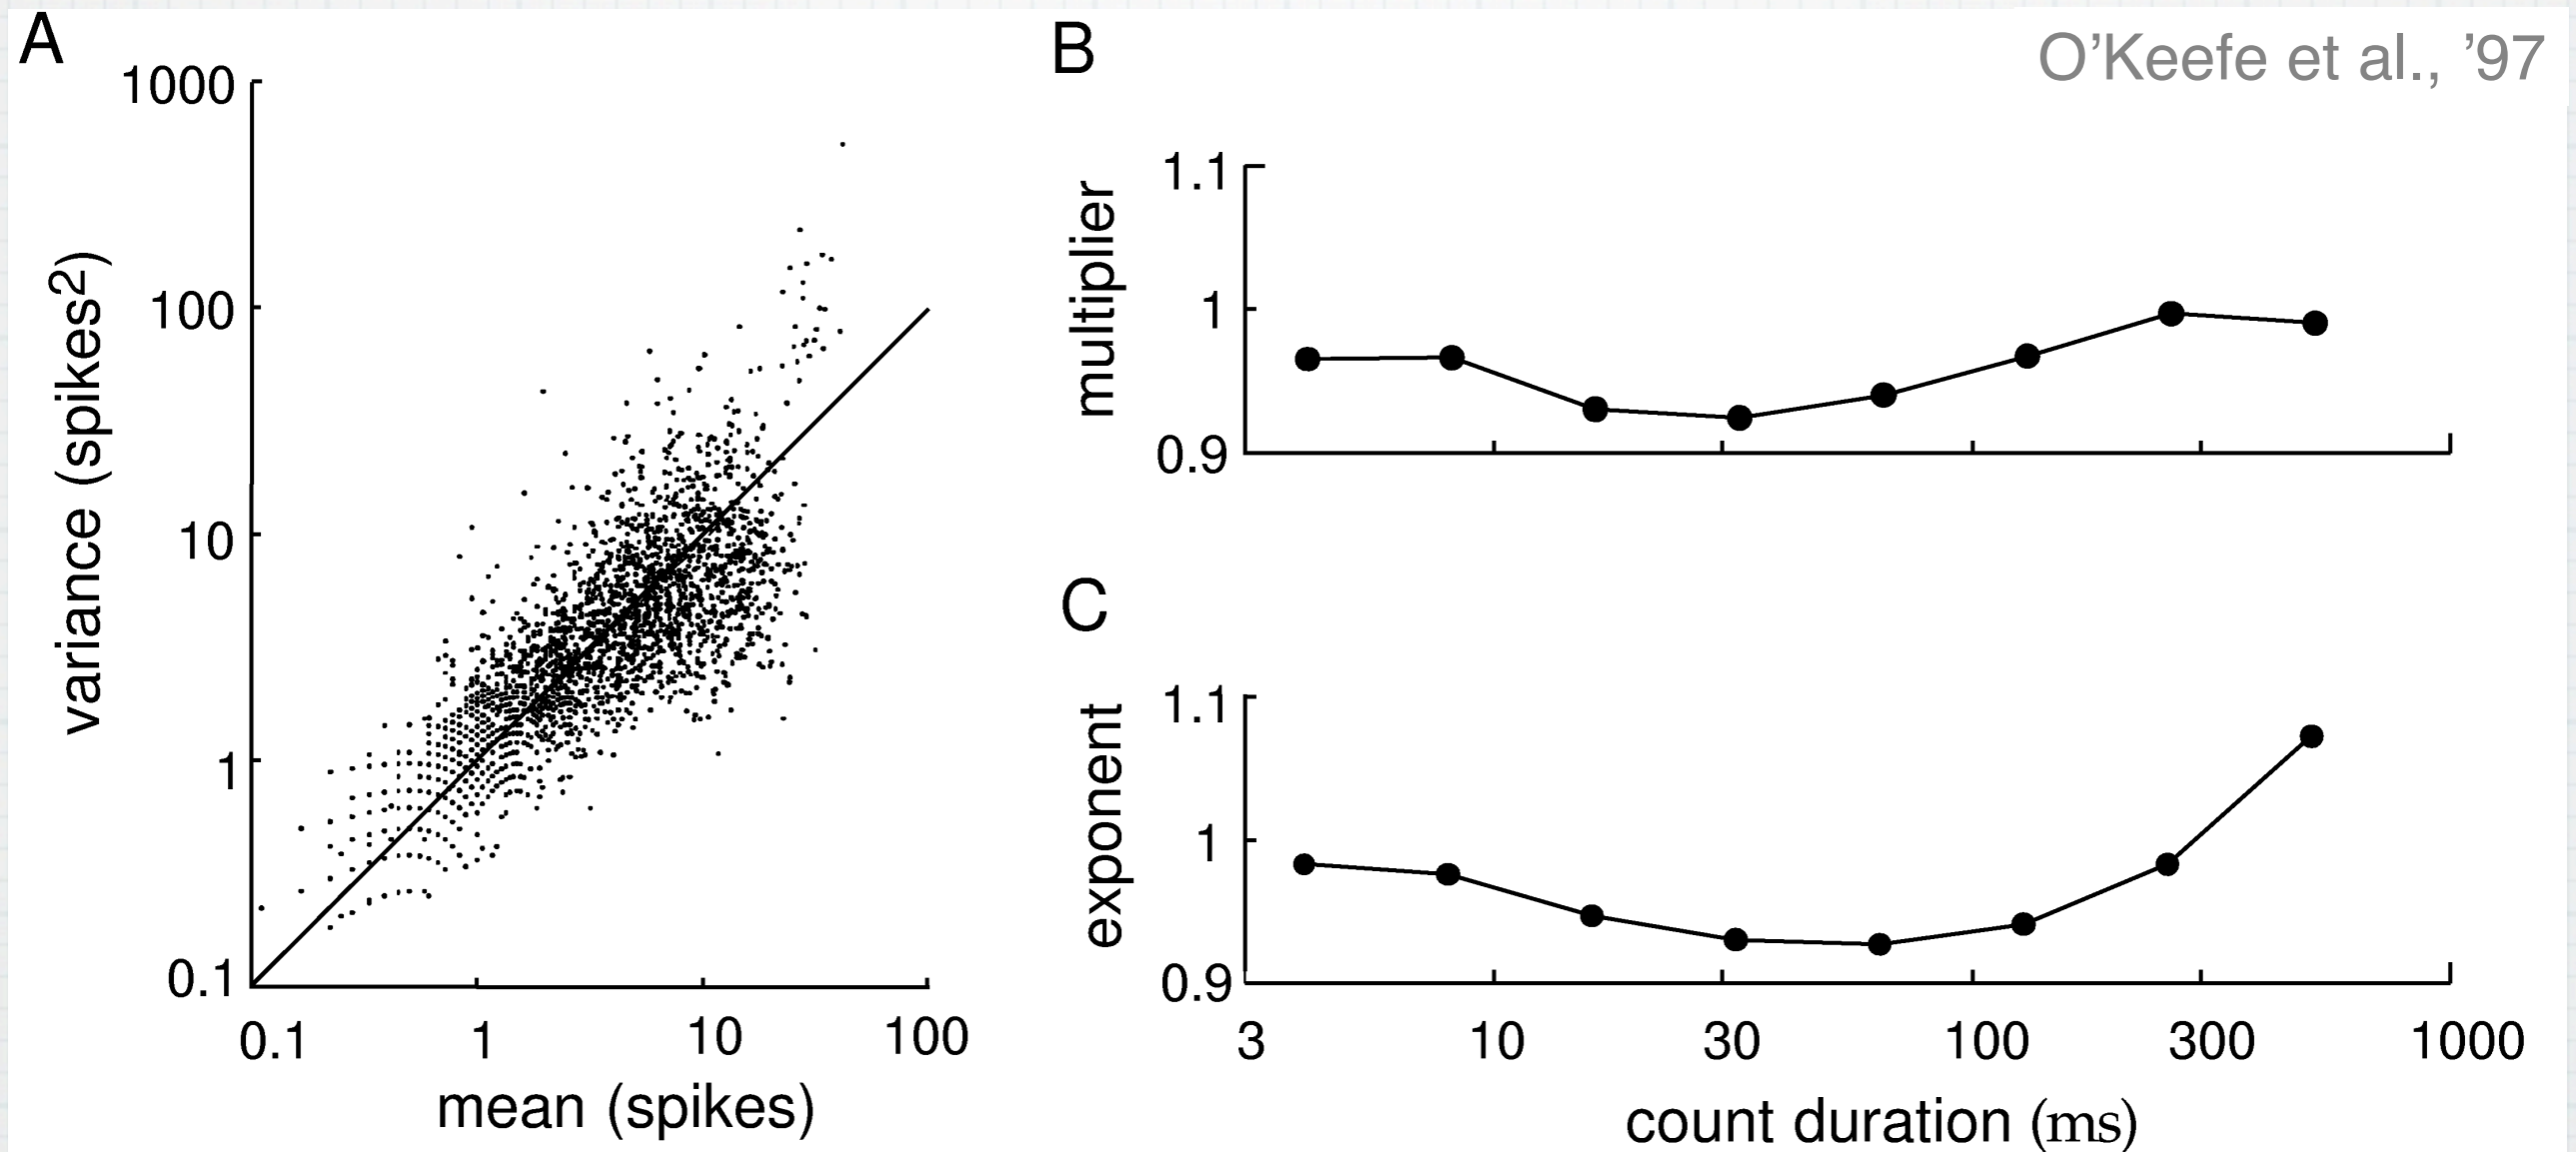 A
1000
100
10
1
0.1
variance (spikes2)
0.1 1 10 100
mean (spikes)
B
O'Keefe et al., '97
1.1
1
0.9
multiplier
C
1.1
1
0.9
exponent
3 10 30 100 300 1000
count duration (ms)